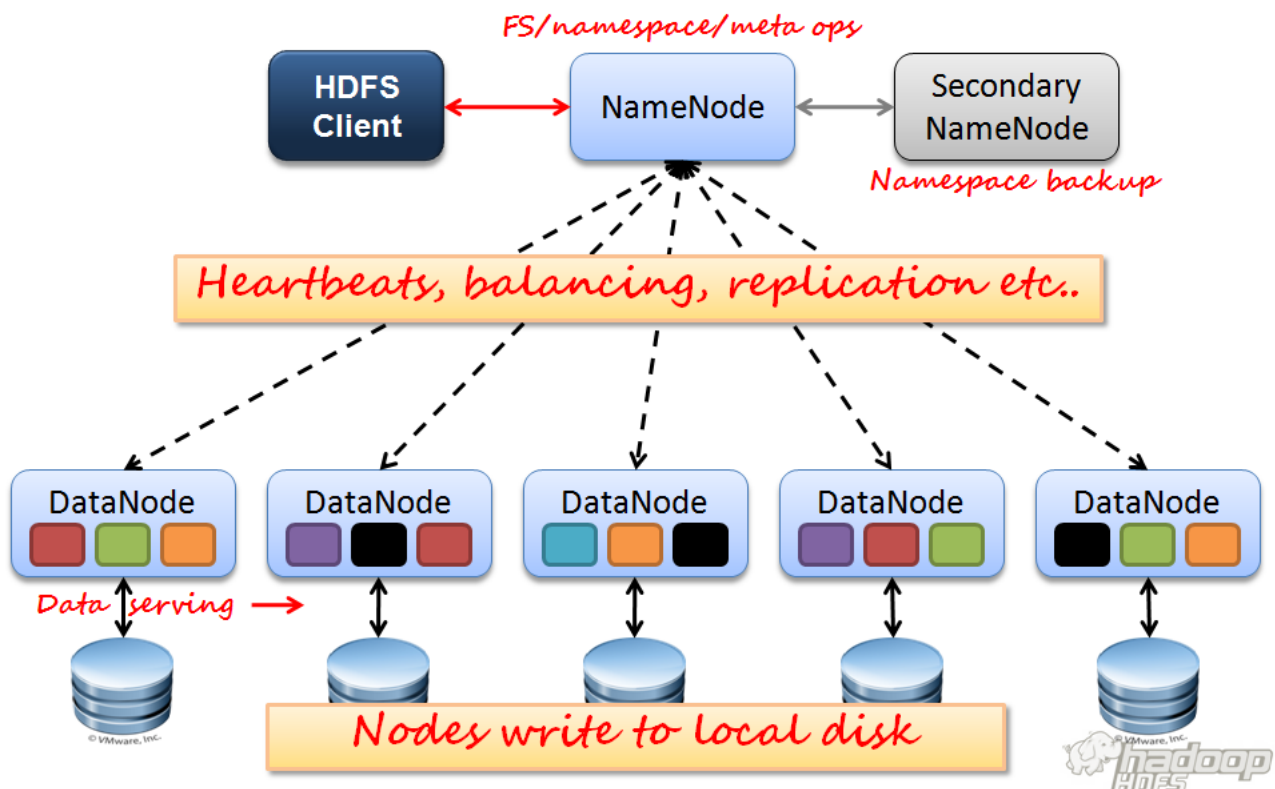 FS/namespace/meta ops
HDFS
Client
NameNode
Secondary
NameNode
Namespace backup
Heartbeats, balancing, replication etc..
DataNode
DataNode
DataNode
DataNode
DataNode
Data serving
© VMware, Inc.
Nodes write to local disk
© VMware, Inc.
hadoop
HDFS